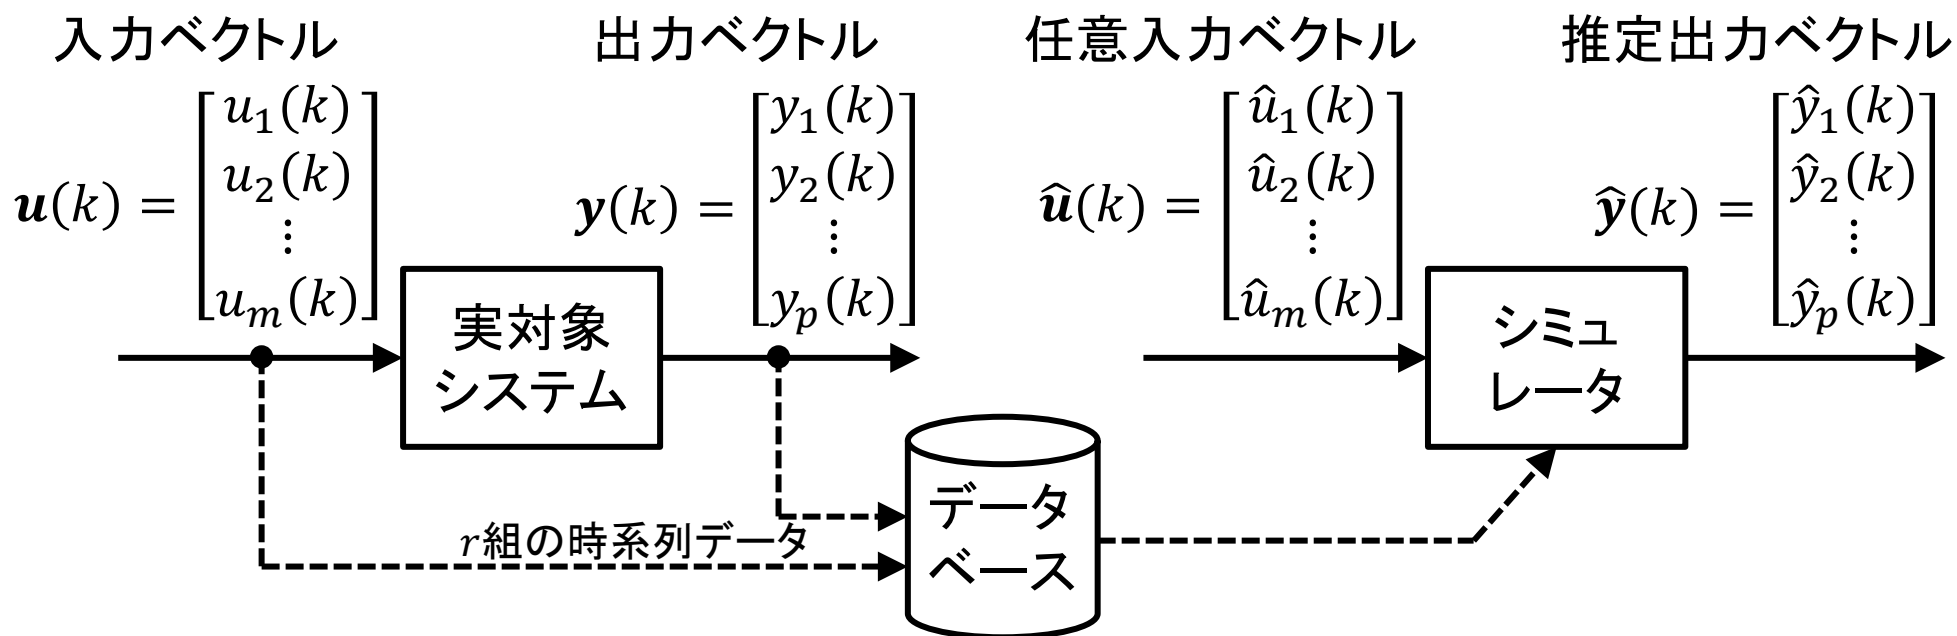 入力ベクトル
出力ベクトル
任意入力ベクトル
推定出力ベクトル
𝒖(k) = [u₁(k) u₂(k) ⋮ uₘ(k)]
𝒚(k) = [y₁(k) y₂(k) ⋮ yₚ(k)]
𝒖̂(k) = [û₁(k) û₂(k) ⋮ ûₘ(k)]
𝒚̂(k) = [ŷ₁(k) ŷ₂(k) ⋮ ŷₚ(k)]
実対象
システム
シミュ
レータ
r組の時系列データ
データ
ベース